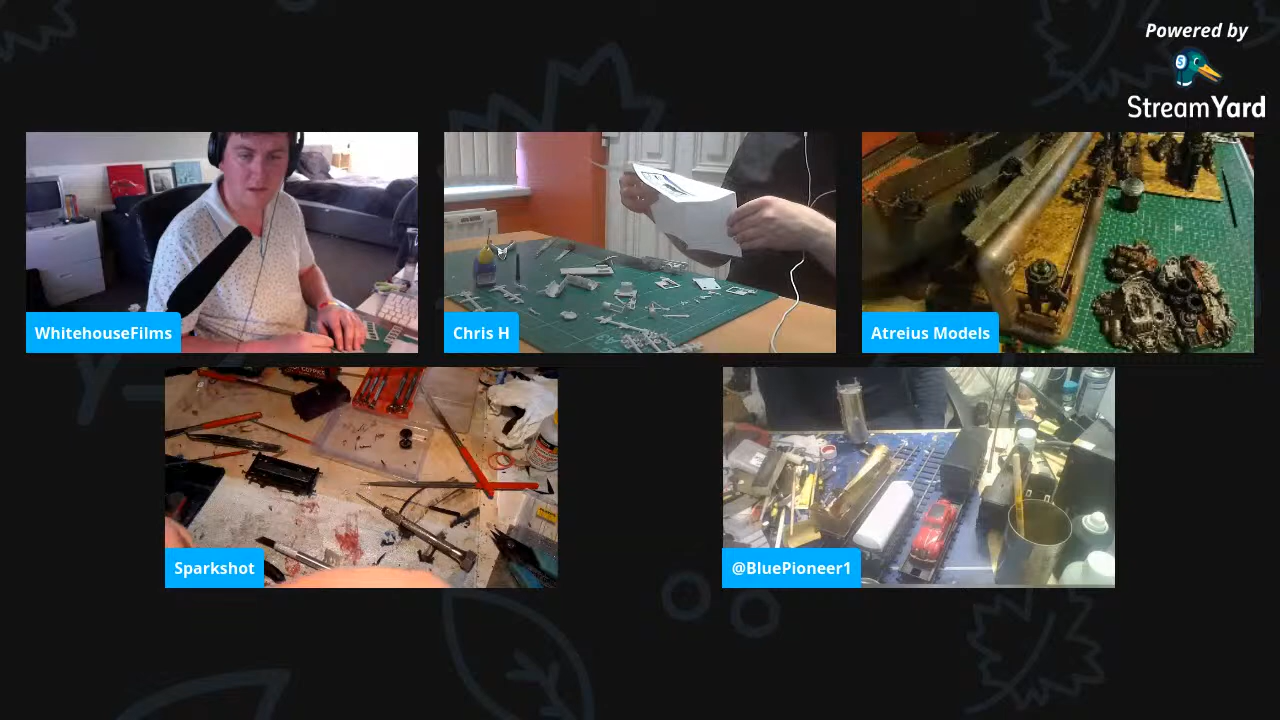 Powered by
StreamYard
WhitehouseFilms
Chris H
Atreius Models
Sparkshot
@BluePioneer1